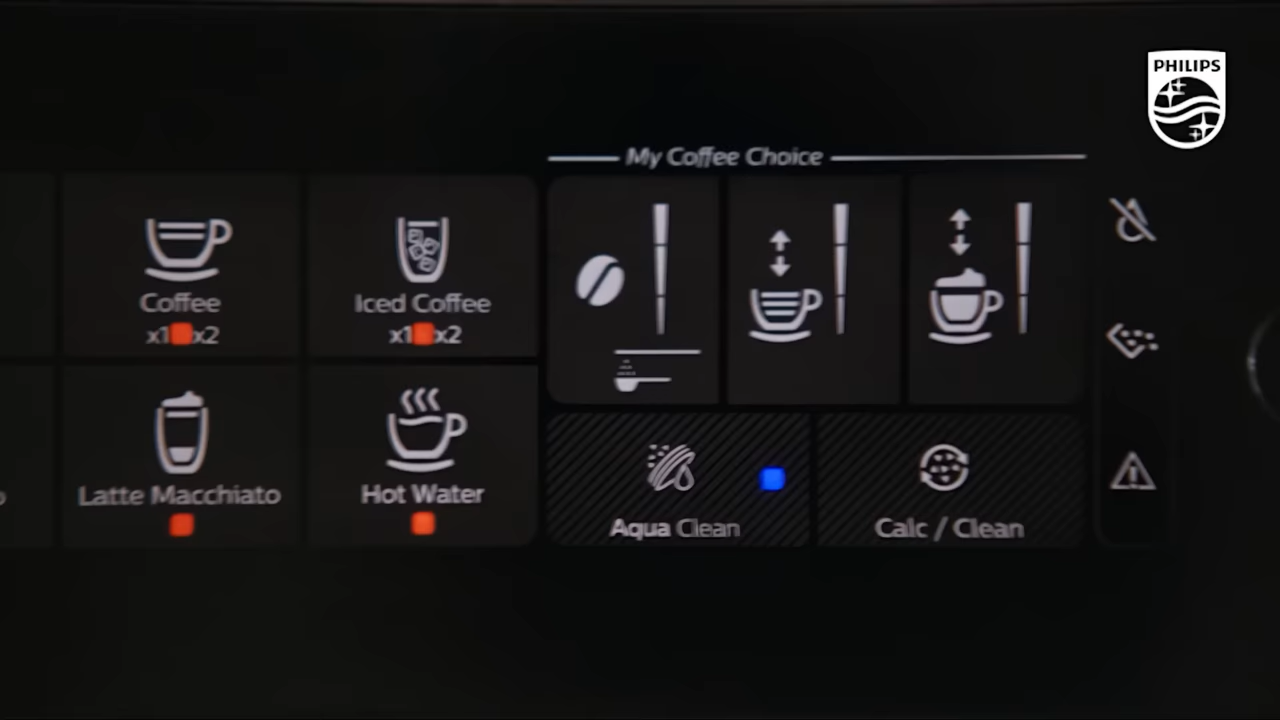 PHILIPS
My Coffee Choice
Coffee
x1 x2
Iced Coffee
x1 x2
Latte Macchiato
Hot Water
Aqua Clean
Calc / Clean